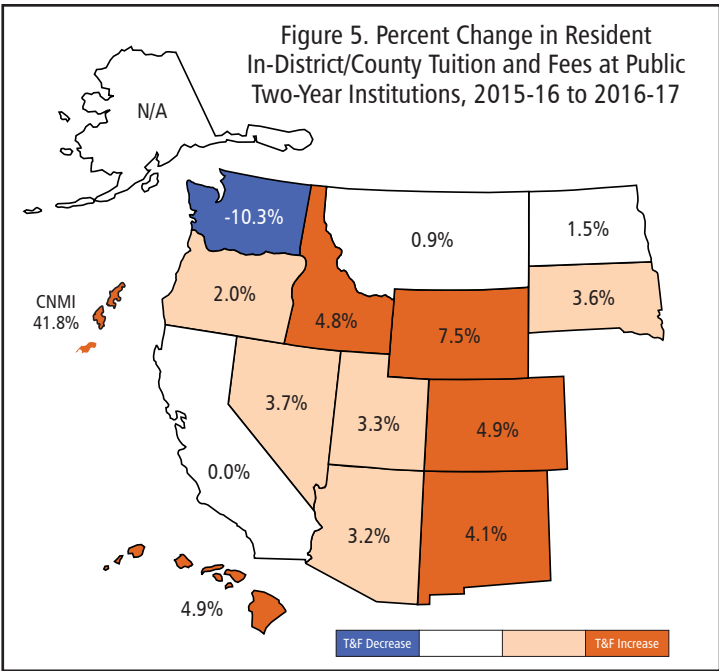 Figure 5. Percent Change in Resident
In-District/County Tuition and Fees at Public
Two-Year Institutions, 2015-16 to 2016-17
N/A
-10.3%
0.9%
1.5%
2.0%
4.8%
3.6%
CNMI
41.8%
7.5%
3.7%
3.3%
4.9%
0.0%
3.2%
4.1%
4.9%
T&F Decrease
T&F Increase